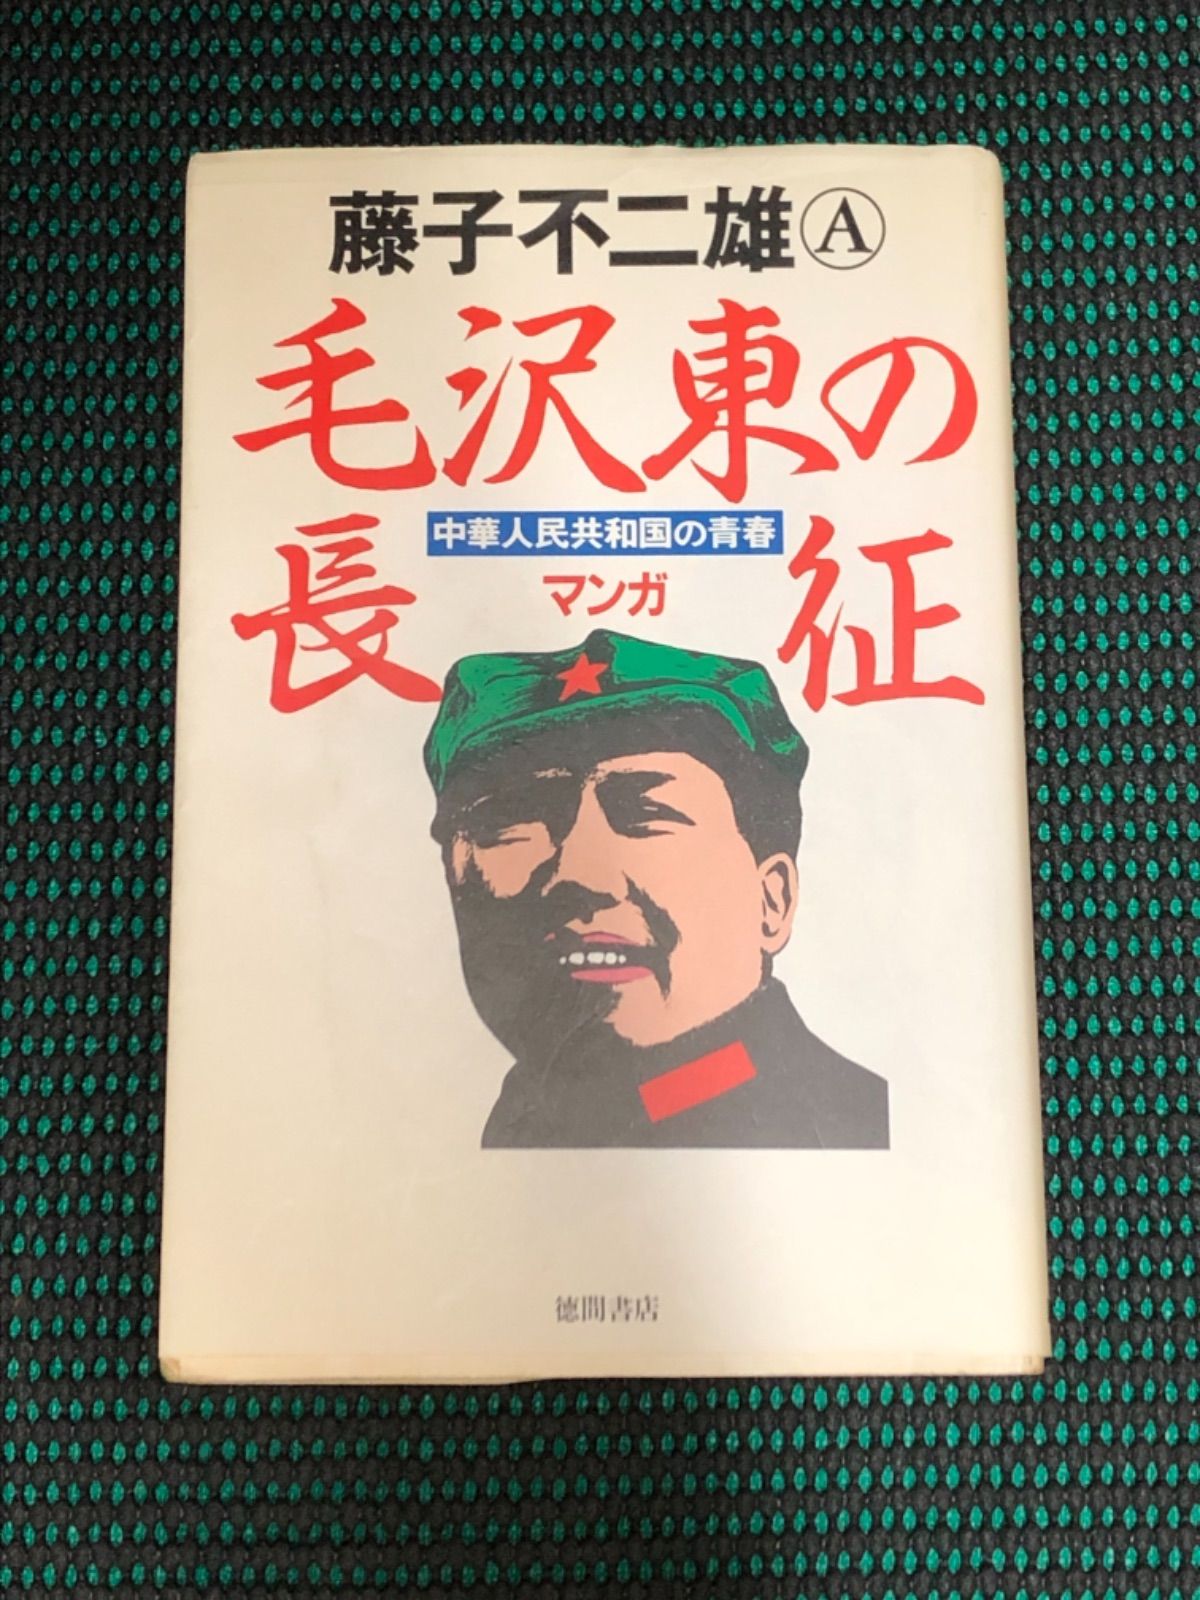 藤子不二雄Ⓐ
毛沢東の
長征
中華人民共和国の青春
マンガ
徳間書店